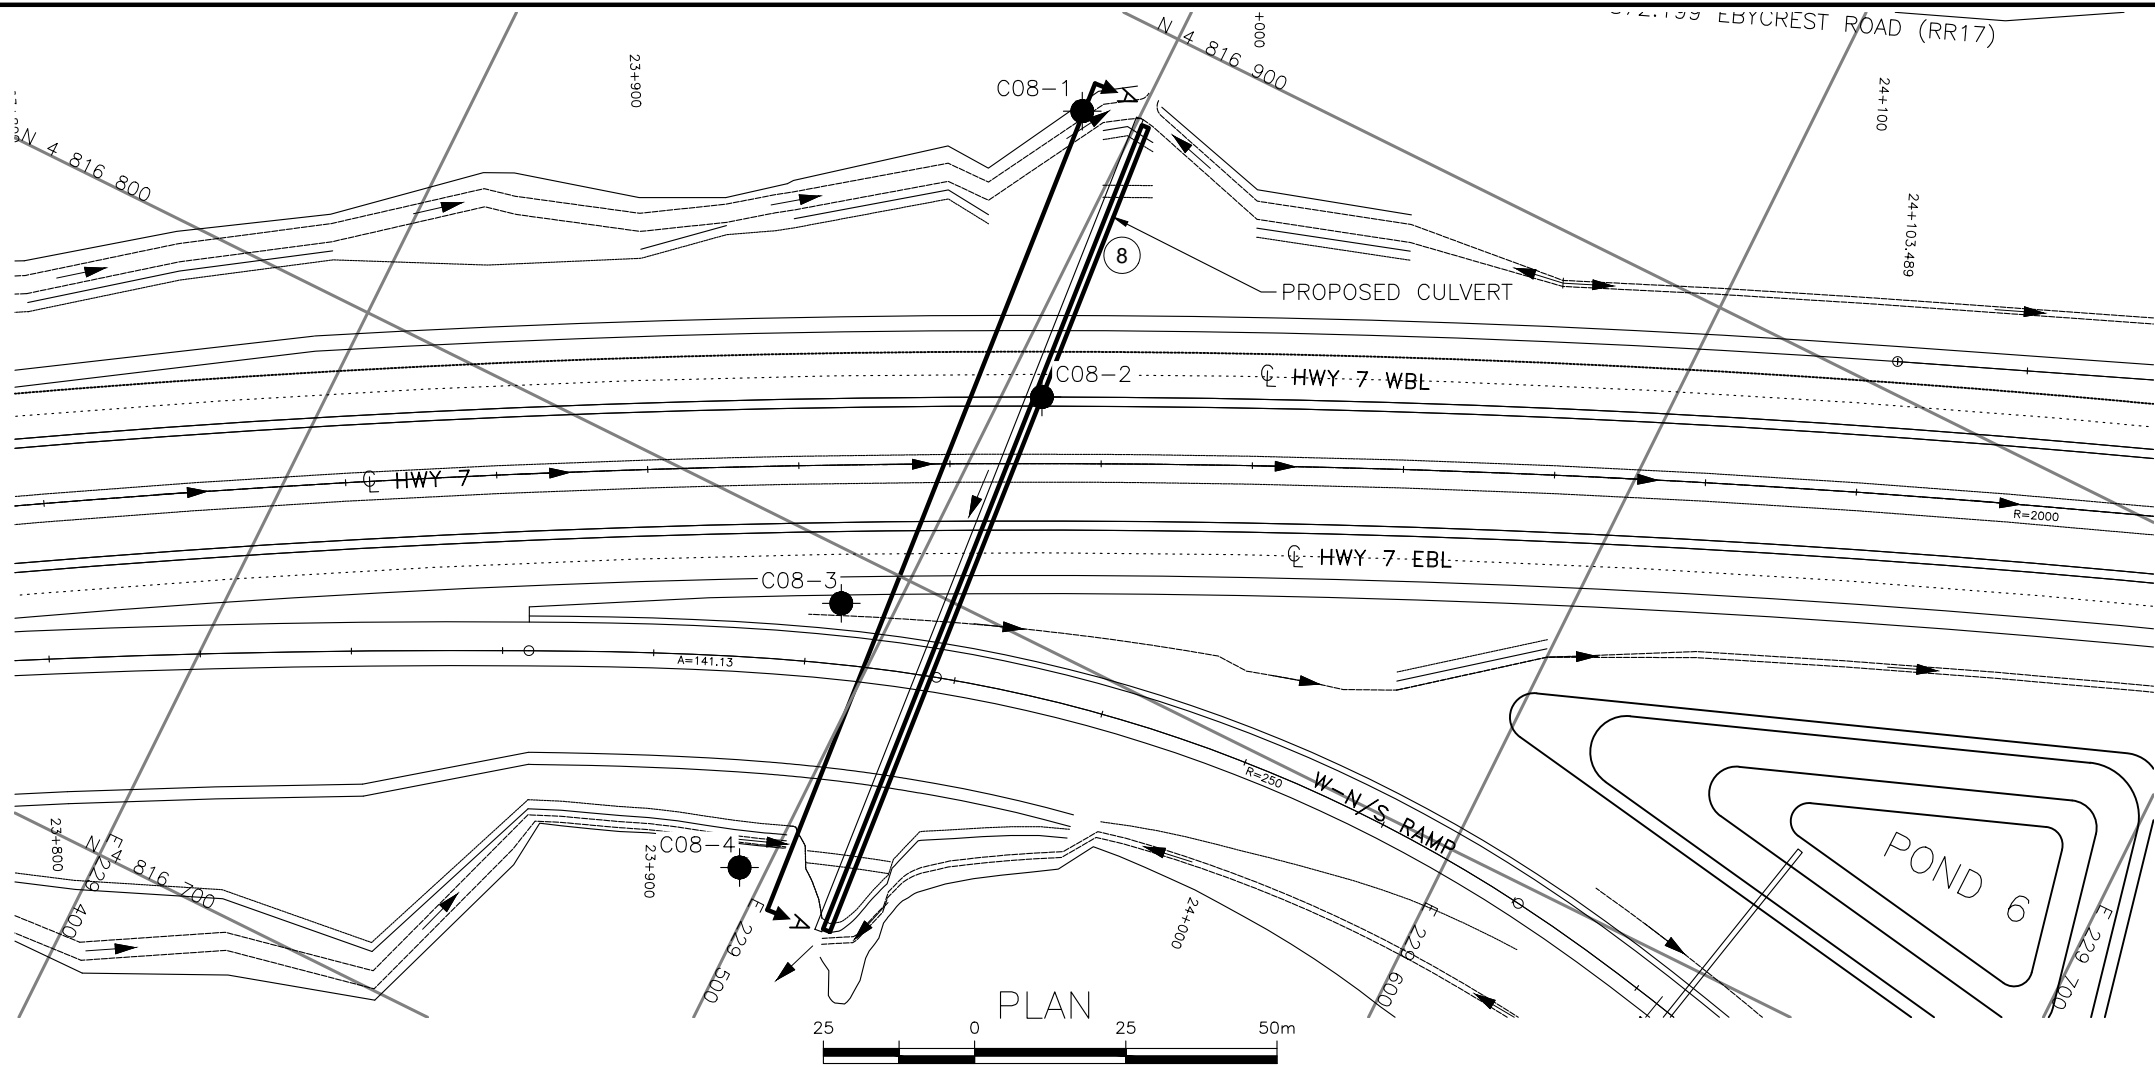 EBYCREST ROAD (RR17)
+000
N 4 816 900
23+900
C08-1
A
24+100
N 4 816 800
24+103.489
8
PROPOSED CULVERT
C08-2
℄ HWY 7 WBL
℄ HWY 7
R=2000
℄ HWY 7 EBL
C08-3
A=141.13
R=250
W-N/S RAMP
23+800
N 4 816 700
E 229 400
23+900
C08-4
A
E 229 500
24+000
E 229 600
POND 6
E 229 700
PLAN
25 0 25 50m